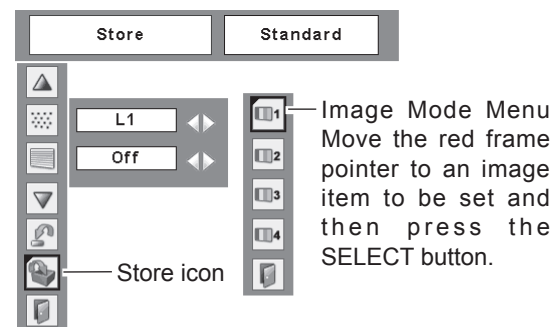 Store Standard
L1
Off
1
2
3
4
Image Mode Menu
Move the red frame
pointer to an image
item to be set and
then press the
SELECT button.
Store icon